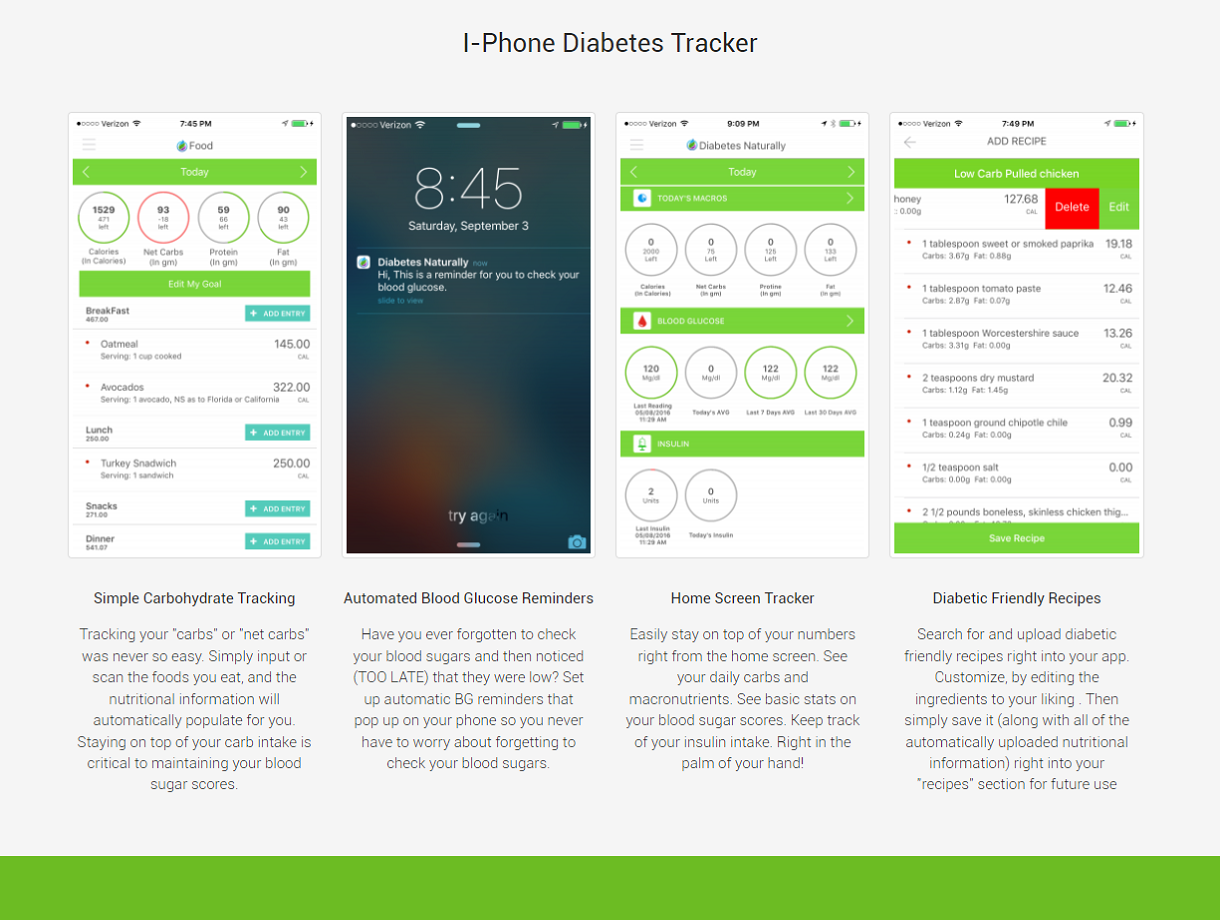 I-Phone Diabetes Tracker
Verizon 7:45 PM
Food
Today
1529 93 59 90
471 -18 66 43
left left left left
Calories Net Carbs Protein Fat
(In Calories) (In gm) (In gm) (In gm)
Edit My Goal
BreakFast
467.00
+ ADD ENTRY
Oatmeal 145.00
Serving: 1 cup cooked CAL
Avocados 322.00
Serving: 1 avocado, NS as to Florida or California CAL
Lunch
250.00
+ ADD ENTRY
Turkey Snadwich 250.00
Serving: 1 sandwich CAL
Snacks
271.00
+ ADD ENTRY
Dinner
541.07
+ ADD ENTRY
Simple Carbohydrate Tracking
Tracking your "carbs" or "net carbs"
was never so easy. Simply input or
scan the foods you eat, and the
nutritional information will
automatically populate for you.
Staying on top of your carb intake is
critical to maintaining your blood
sugar scores.
Verizon
8:45
Saturday, September 3
Diabetes Naturally now
Hi, This is a reminder for you to check your
blood glucose.
slide to view
try again
Automated Blood Glucose Reminders
Have you ever forgotten to check
your blood sugars and then noticed
(TOO LATE) that they were low? Set
up automatic BG reminders that
pop up on your phone so you never
have to worry about forgetting to
check your blood sugars.
Verizon 9:09 PM
Diabetes Naturally
Today
TODAY'S MACROS
0 0 0 0
2000 75 125 133
Left Left Left Left
Calories Net Carbs Protine Fat
(In Calories) (In gm) (In gm) (In gm)
BLOOD GLUCOSE
120 0 122 122
Mg/dl Mg/dl Mg/dl Mg/dl
Last Reading Today's AVG Last 7 Days AVG Last 30 Days AVG
05/08/2016
11:29 AM
INSULIN
2 0
Units Units
Last Insulin Today's Insulin
05/08/2016
11:29 AM
Home Screen Tracker
Easily stay on top of your numbers
right from the home screen. See
your daily carbs and
macronutrients. See basic stats on
your blood sugar scores. Keep track
of your insulin intake. Right in the
palm of your hand!
Verizon 7:49 PM
ADD RECIPE
Low Carb Pulled chicken
honey 127.68 Delete Edit
: 0.00g CAL
1 tablespoon sweet or smoked paprika 19.18
Carbs: 3.67g Fat: 0.88g CAL
1 tablespoon tomato paste 12.46
Carbs: 2.87g Fat: 0.07g CAL
1 tablespoon Worcestershire sauce 13.26
Carbs: 3.31g Fat: 0.00g CAL
2 teaspoons dry mustard 20.32
Carbs: 1.12g Fat: 1.45g CAL
1 teaspoon ground chipotle chile 0.99
Carbs: 0.24g Fat: 0.00g CAL
1/2 teaspoon salt 0.00
Carbs: 0.00g Fat: 0.00g CAL
2 1/2 pounds boneless, skinless chicken thig...
Save Recipe
Diabetic Friendly Recipes
Search for and upload diabetic
friendly recipes right into your app.
Customize, by editing the
ingredients to your liking . Then
simply save it (along with all of the
automatically uploaded nutritional
information) right into your
"recipes" section for future use